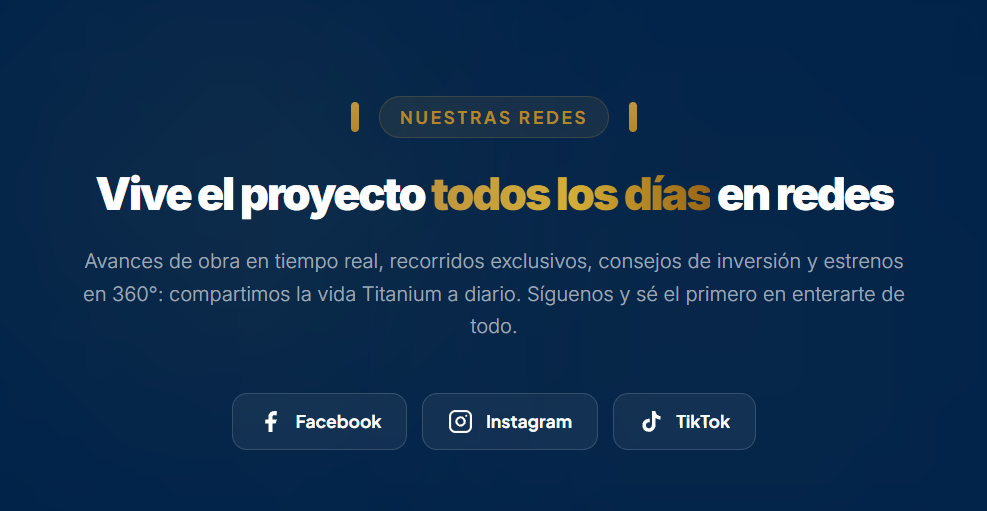 NUESTRAS REDES
Vive el proyecto todos los días en redes
Avances de obra en tiempo real, recorridos exclusivos, consejos de inversión y estrenos
en 360°: compartimos la vida Titanium a diario. Síguenos y sé el primero en enterarte de
todo.
Facebook
Instagram
TikTok